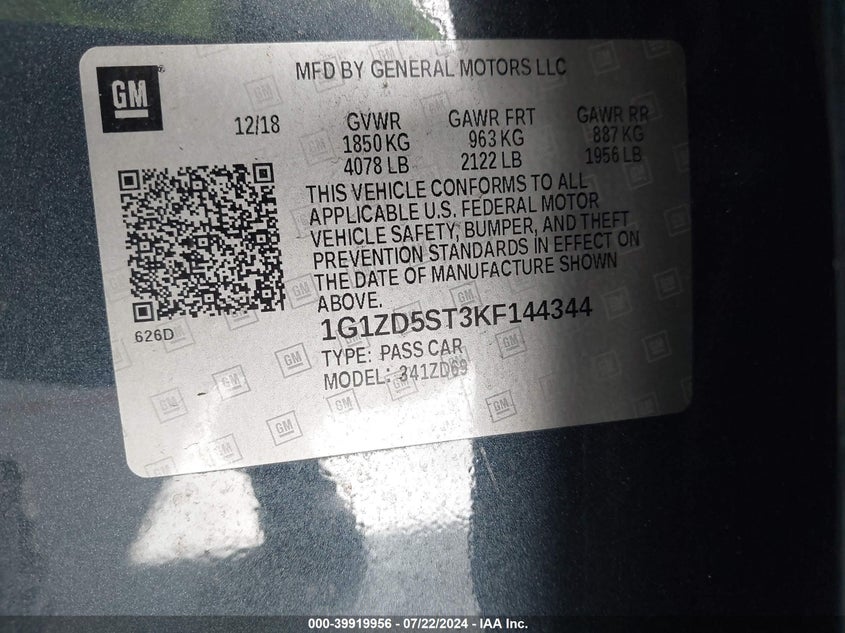 GM
MFD BY GENERAL MOTORS LLC
12/18 GVWR GAWR FRT GAWR RR
1850 KG 963 KG 887 KG
4078 LB 2122 LB 1956 LB
THIS VEHICLE CONFORMS TO ALL
APPLICABLE U.S. FEDERAL MOTOR
VEHICLE SAFETY, BUMPER, AND THEFT
PREVENTION STANDARDS IN EFFECT ON
THE DATE OF MANUFACTURE SHOWN
ABOVE.
626D
1G1ZD5ST3KF144344
TYPE: PASS CAR
MODEL: 341ZD69
000-39919956 - 07/22/2024 - IAA Inc.